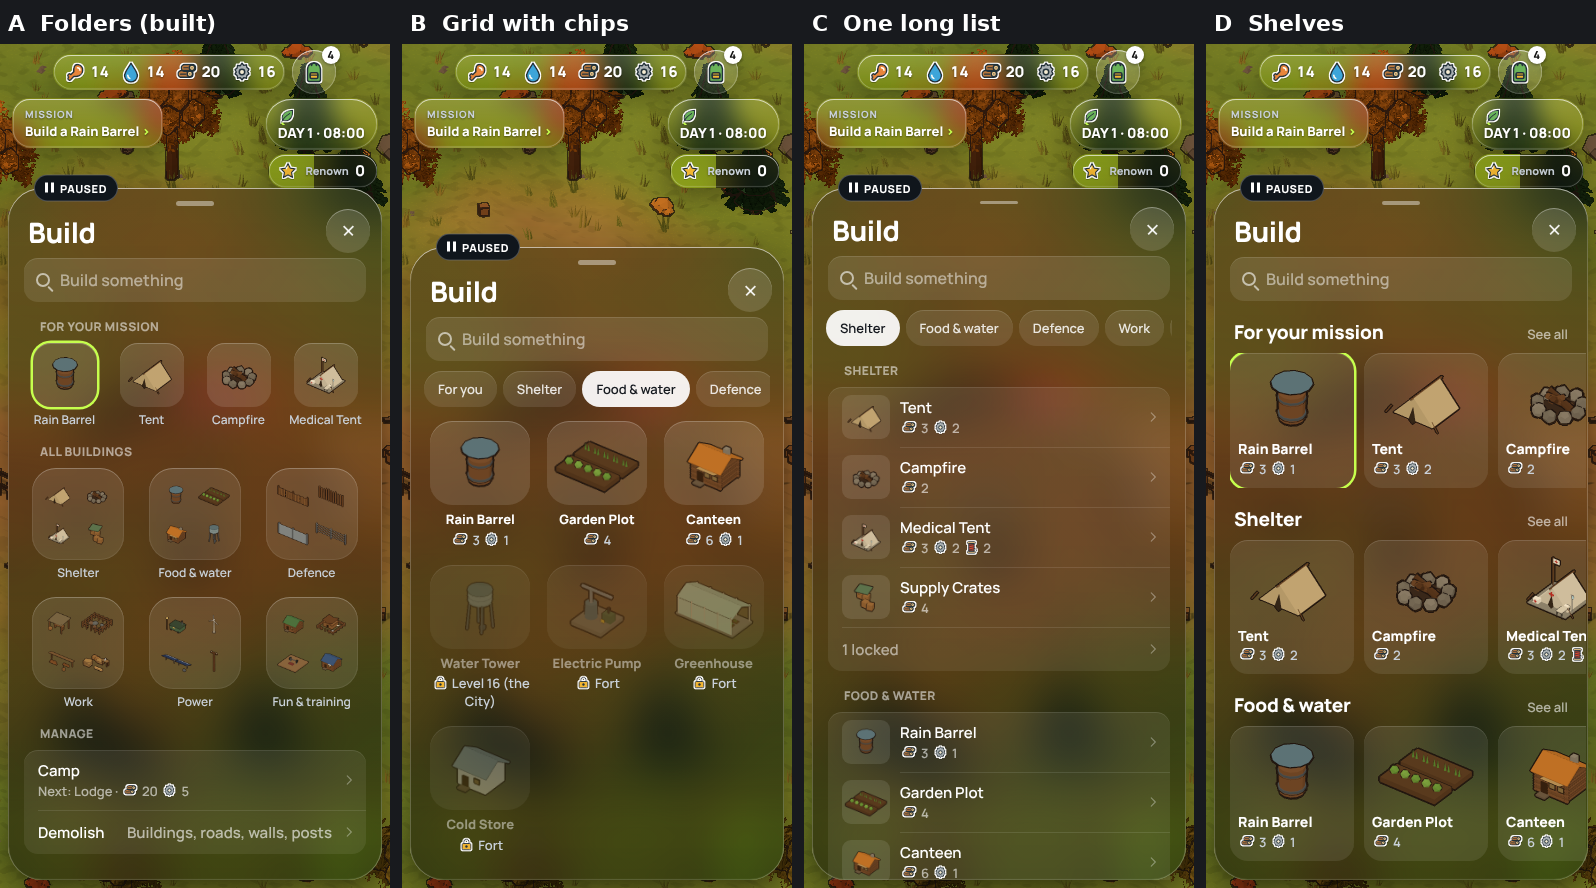 A Folders (built)
14 14 20 16 4
MISSION
Build a Rain Barrel ›
DAY 1 · 08:00
Renown 0
PAUSED
Build
Build something
FOR YOUR MISSION
Rain Barrel Tent Campfire Medical Tent
ALL BUILDINGS
Shelter Food & water Defence
Work Power Fun & training
MANAGE
Camp
Next: Lodge · 20 5
Demolish Buildings, roads, walls, posts
B Grid with chips
14 14 20 16 4
MISSION
Build a Rain Barrel ›
DAY 1 · 08:00
Renown 0
PAUSED
Build
Build something
For you Shelter Food & water Defence
Rain Barrel Garden Plot Canteen
3 1 4 6 1
Water Tower Electric Pump Greenhouse
Level 16 (the Fort Fort
City)
Cold Store
Fort
C One long list
14 14 20 16 4
MISSION
Build a Rain Barrel ›
DAY 1 · 08:00
Renown 0
PAUSED
Build
Build something
Shelter Food & water Defence Work
SHELTER
Tent
3 2
Campfire
2
Medical Tent
3 2 2
Supply Crates
4
1 locked
FOOD & WATER
Rain Barrel
3 1
Garden Plot
4
Canteen
6 1
D Shelves
14 14 20 16 4
MISSION
Build a Rain Barrel ›
DAY 1 · 08:00
Renown 0
PAUSED
Build
Build something
For your mission See all
Rain Barrel Tent Campfire
3 1 3 2 2
Shelter See all
Tent Campfire Medical Ten
3 2 2 3 2
Food & water See all
Rain Barrel Garden Plot Canteen
3 1 4 6 1